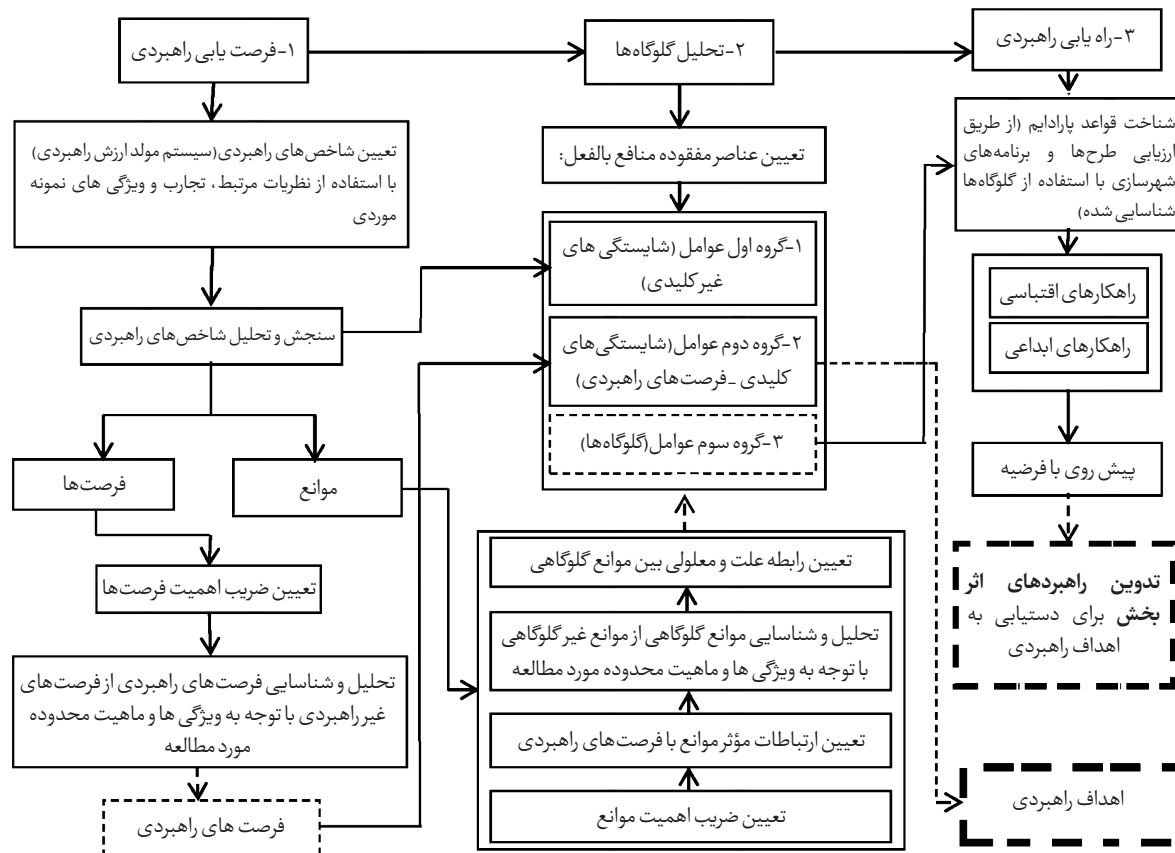 ۱-فرصت یابی راهبردی
تعیین شاخص‌های راهبردی(سیستم مولد ارزش راهبردی)
با استفاده از نظریات مرتبط، تجارب و ویژگی های نمونه
موردی
سنجش و تحلیل شاخص‌های راهبردی
فرصت‌ها
موانع
تعیین ضریب اهمیت فرصت‌ها
تحلیل و شناسایی فرصت‌های راهبردی از فرصت‌های
غیر راهبردی با توجه به ویژگی ها و ماهیت محدوده
مورد مطالعه
فرصت های راهبردی
۲-تحلیل گلوگاه‌ها
تعیین عناصر مفقوده منافع بالفعل:
۱-گروه اول عوامل (شایستگی های
غیر کلیدی)
۲-گروه دوم عوامل(شایستگی‌های
کلیدی -فرصت‌های راهبردی)
۳-گروه سوم عوامل(گلوگاه‌ها)
تعیین رابطه علت و معلولی بین موانع گلوگاهی
تحلیل و شناسایی موانع گلوگاهی از موانع غیر گلوگاهی
با توجه به ویژگی ها و ماهیت محدوده مورد مطالعه
تعیین ارتباطات مؤثر موانع با فرصت‌های راهبردی
تعیین ضریب اهمیت موانع
۳-راه یابی راهبردی
شناخت قواعد پارادایم (از طریق
ارزیابی طرح‌ها و برنامه‌های
شهرسازی با استفاده از گلوگاه‌ها
شناسایی شده)
راهکارهای اقتباسی
راهکارهای ابداعی
پیش روی با فرضیه
تدوین راهبردهای اثر
بخش برای دستیابی به
اهداف راهبردی
اهداف راهبردی